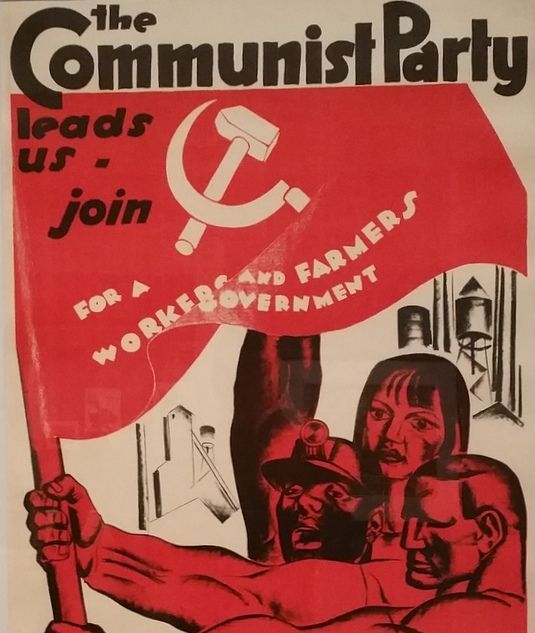 the
Communist Party
leads
us -
join
FOR A
WORKERS AND FARMERS
GOVERNMENT